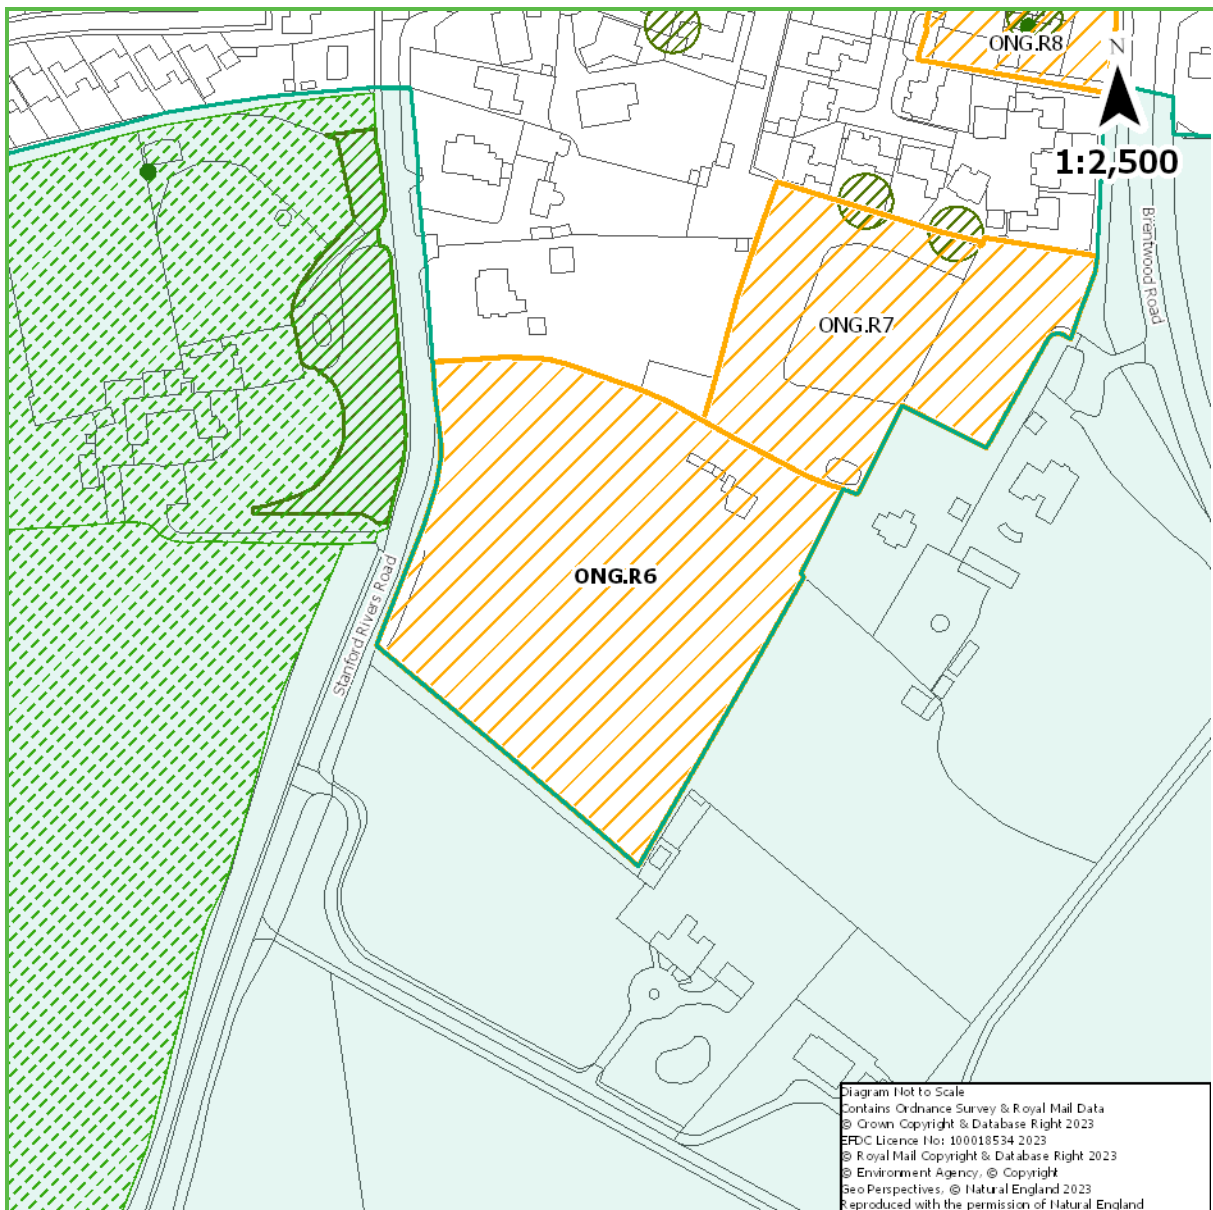 ONG.R8
N
1:2,500
Brentwood Road
ONG.R7
ONG.R6
Stanford Rivers Road
Diagram Not to Scale
Contains Ordnance Survey & Royal Mail Data
© Crown Copyright & Database Right 2023
EFDC Licence No: 100018534 2023
© Royal Mail Copyright & Database Right 2023
© Environment Agency, © Copyright
Geo Perspectives, © Natural England 2023
Reproduced with the permission of Natural England